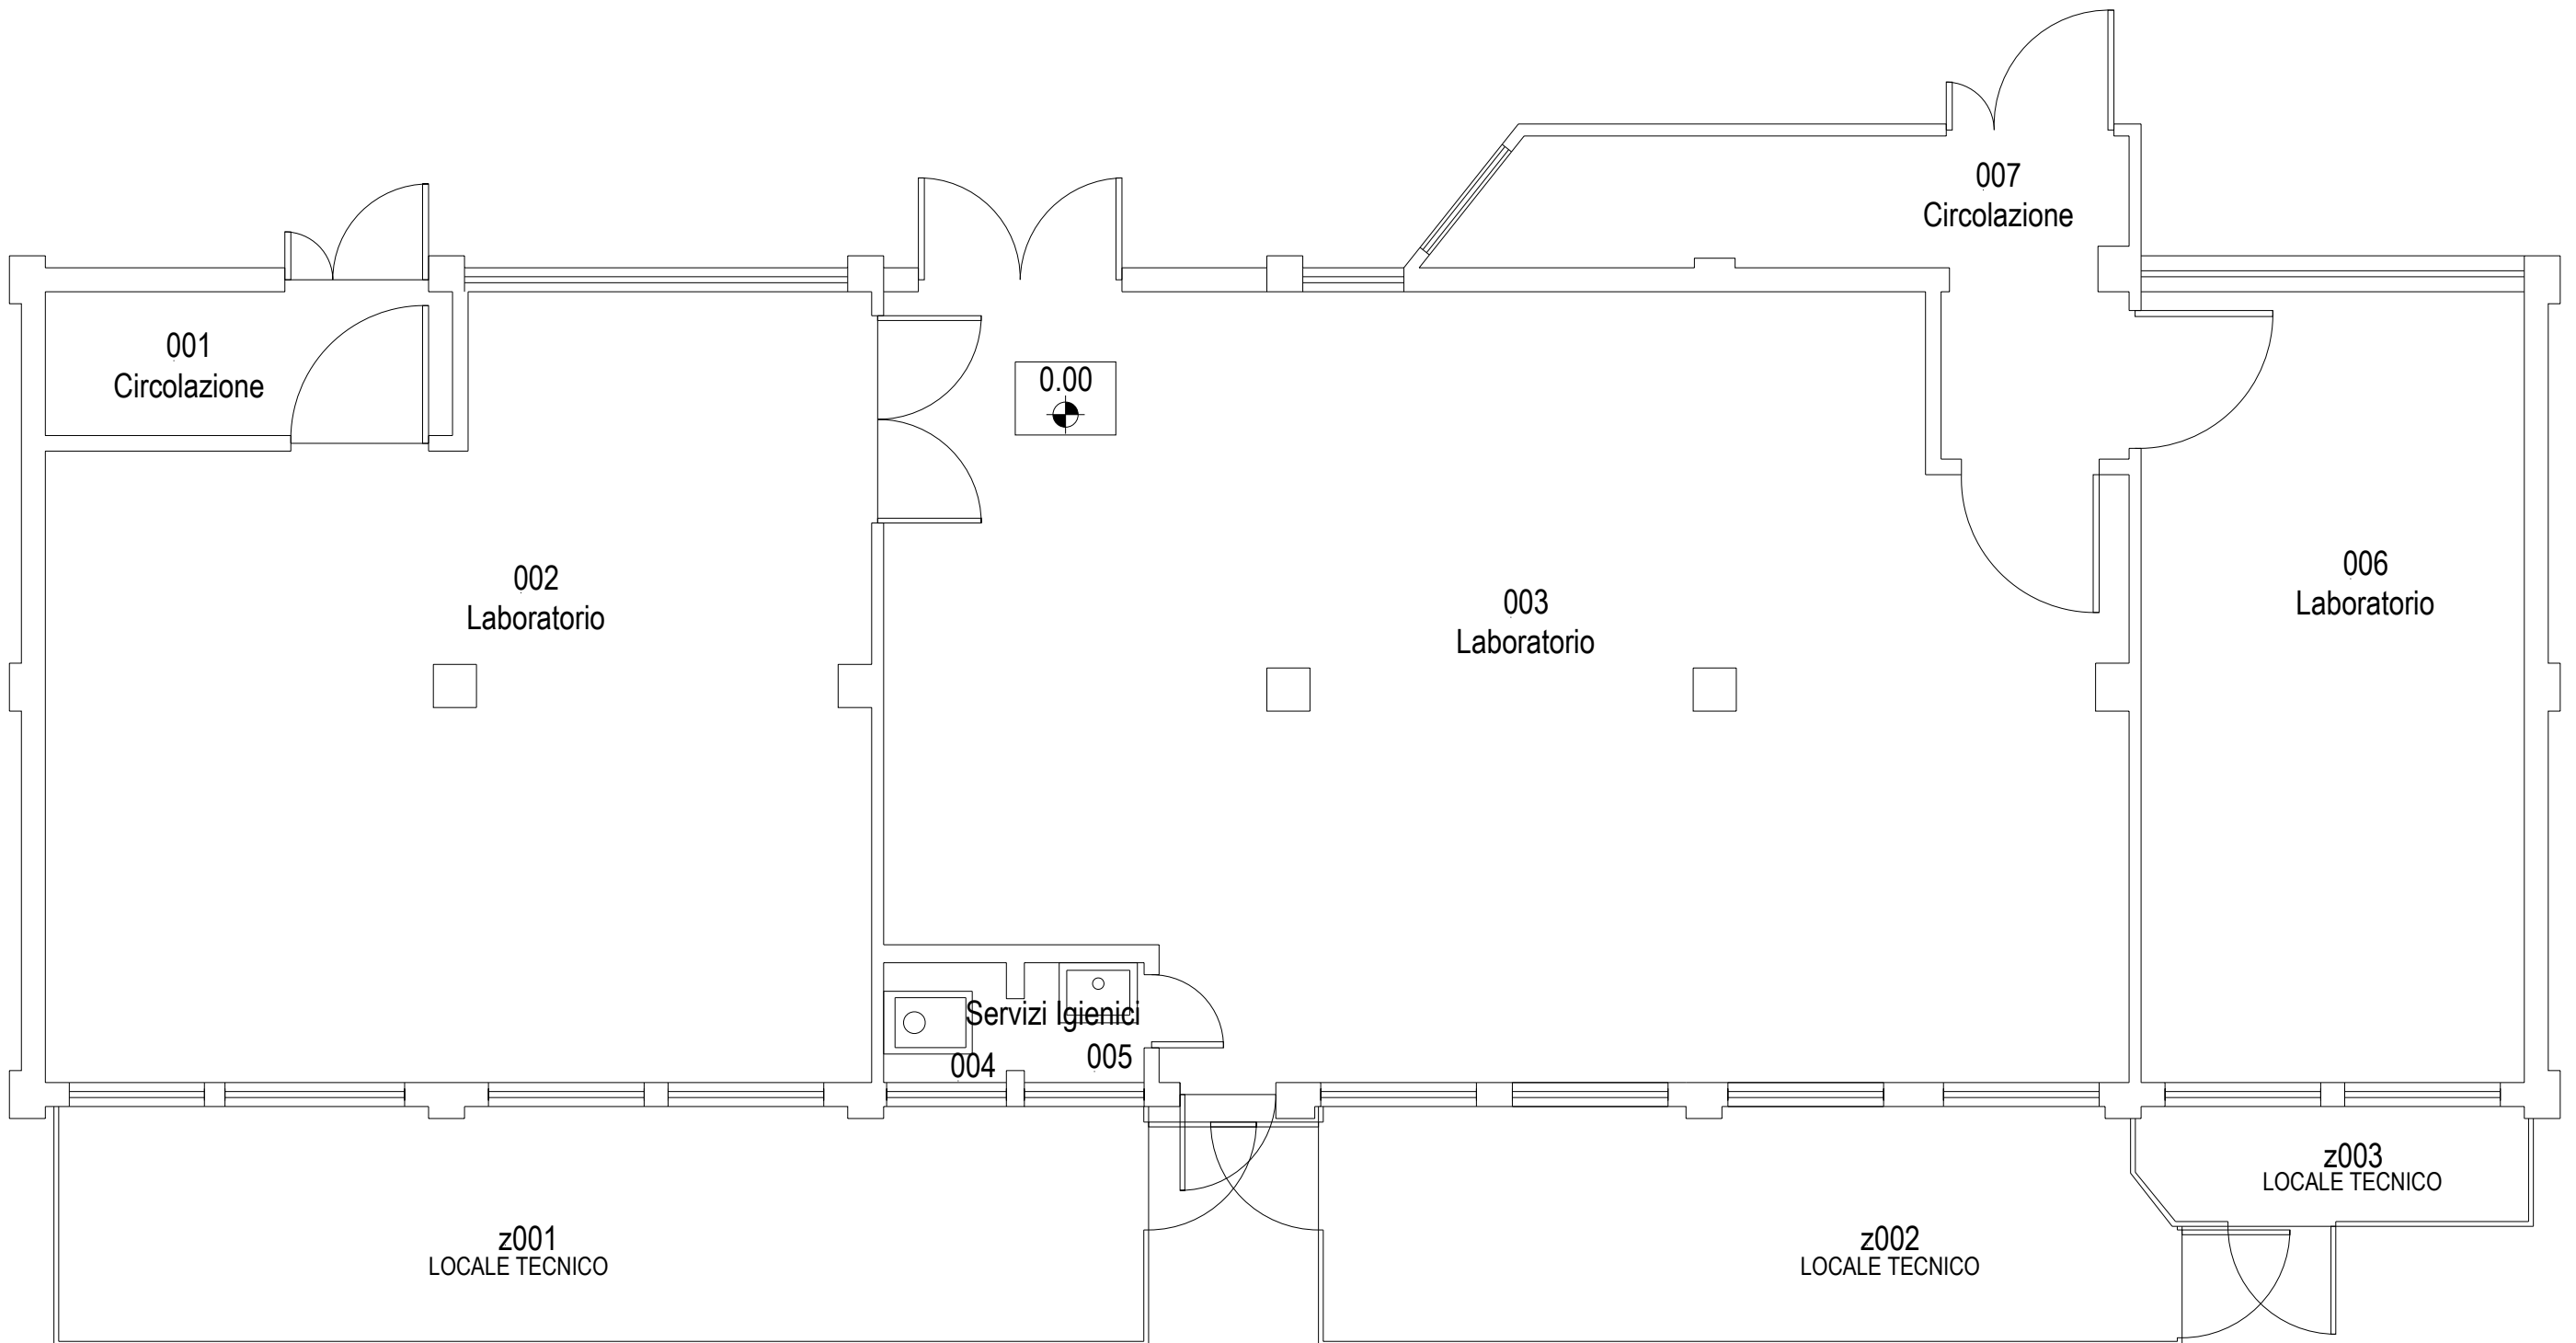 007
Circolazione
001
Circolazione
0.00
002
Laboratorio
003
Laboratorio
006
Laboratorio
Servizi Igienici
004
005
z003
LOCALE TECNICO
z001
LOCALE TECNICO
z002
LOCALE TECNICO